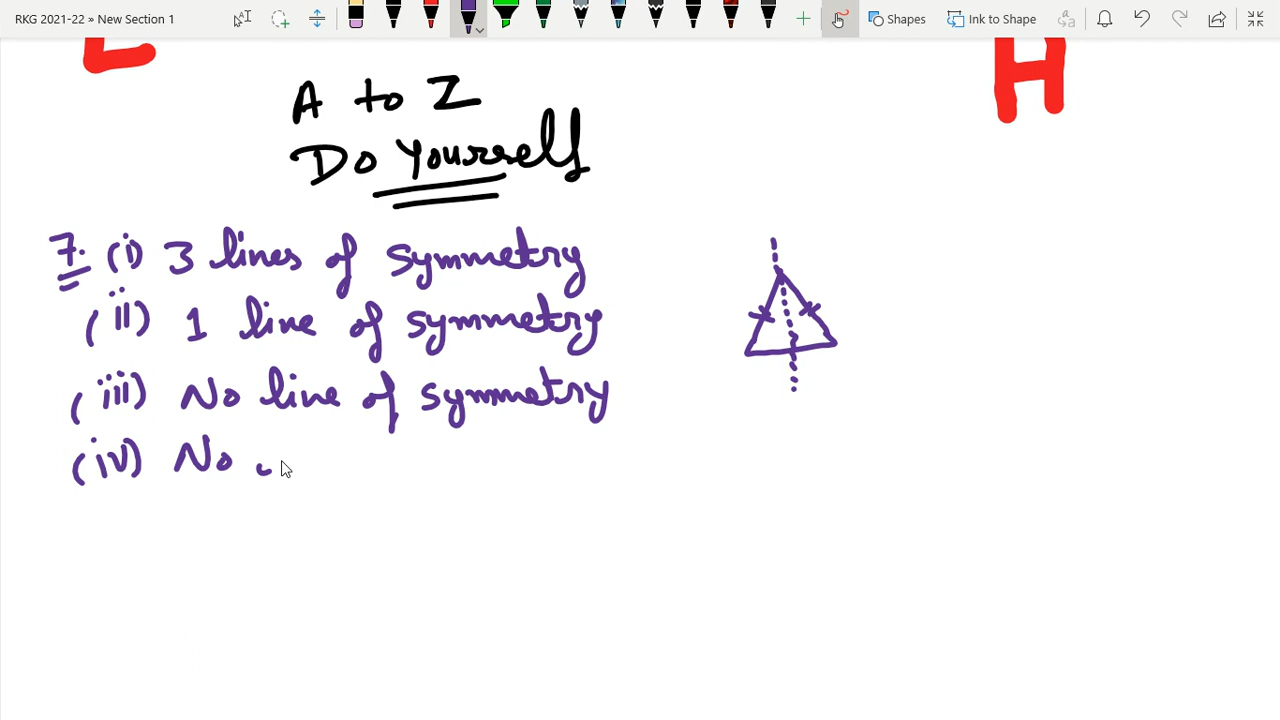 RKG 2021-22 » New Section 1
Shapes
Ink to Shape
L
H
A to Z
Do Yourself
7. (i) 3 lines of symmetry
(ii) 1 line of symmetry
(iii) No line of symmetry
(iv) No